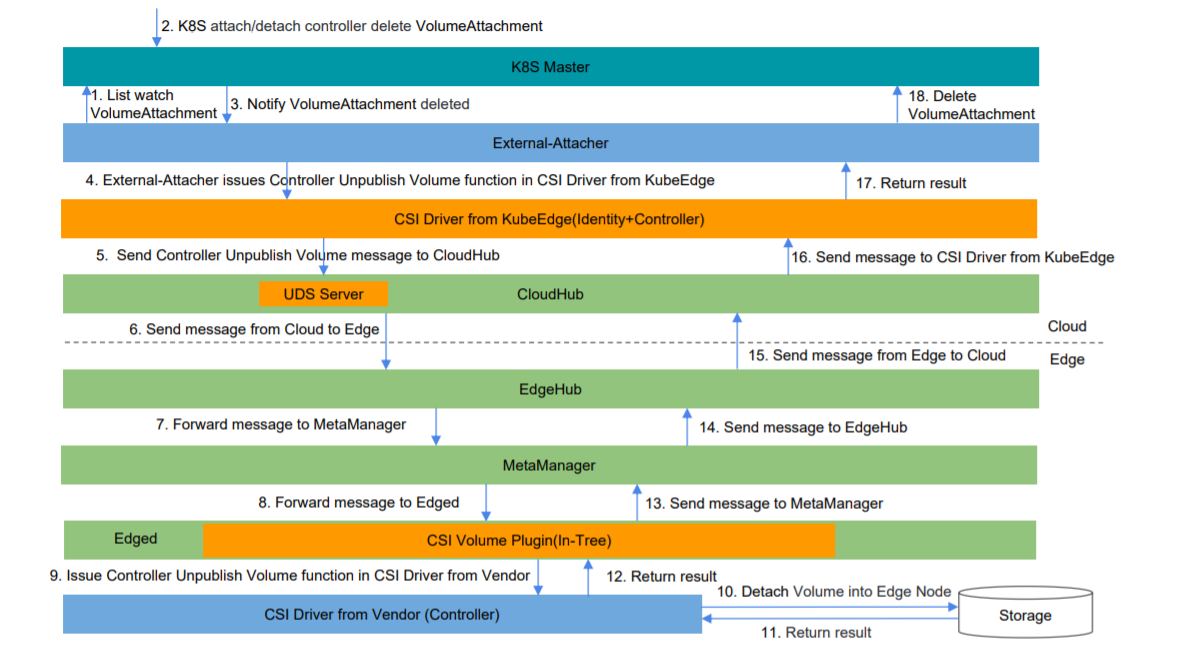 2. K8S attach/detach controller delete VolumeAttachment
K8S Master
1. List watch
VolumeAttachment
3. Notify VolumeAttachment deleted
18. Delete
VolumeAttachment
External-Attacher
4. External-Attacher issues Controller Unpublish Volume function in CSI Driver from KubeEdge
17. Return result
CSI Driver from KubeEdge(Identity+Controller)
5. Send Controller Unpublish Volume message to CloudHub
16. Send message to CSI Driver from KubeEdge
UDS Server
CloudHub
6. Send message from Cloud to Edge
Cloud
15. Send message from Edge to Cloud
Edge
EdgeHub
7. Forward message to MetaManager
14. Send message to EdgeHub
MetaManager
8. Forward message to Edged
13. Send message to MetaManager
Edged
CSI Volume Plugin(In-Tree)
9. Issue Controller Unpublish Volume function in CSI Driver from Vendor
12. Return result
10. Detach Volume into Edge Node
CSI Driver from Vendor (Controller)
Storage
11. Return result